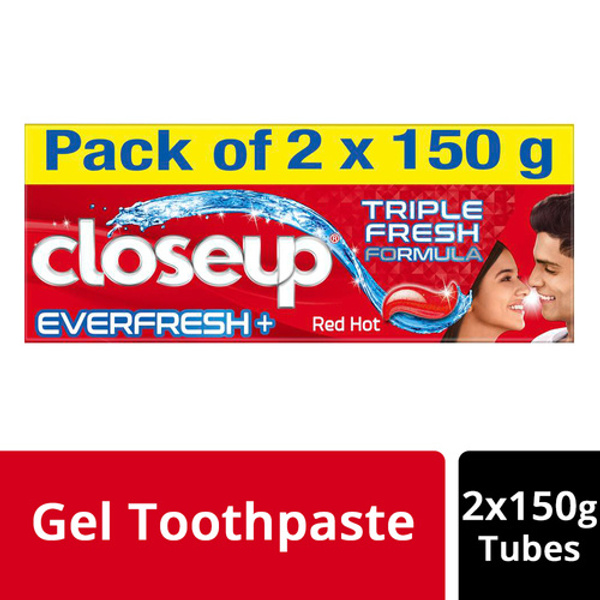 Pack of 2 x 150 g
closeup®
TRIPLE
FRESH
FORMULA
EVERFRESH+
Red Hot
Gel Toothpaste
2x150g
Tubes